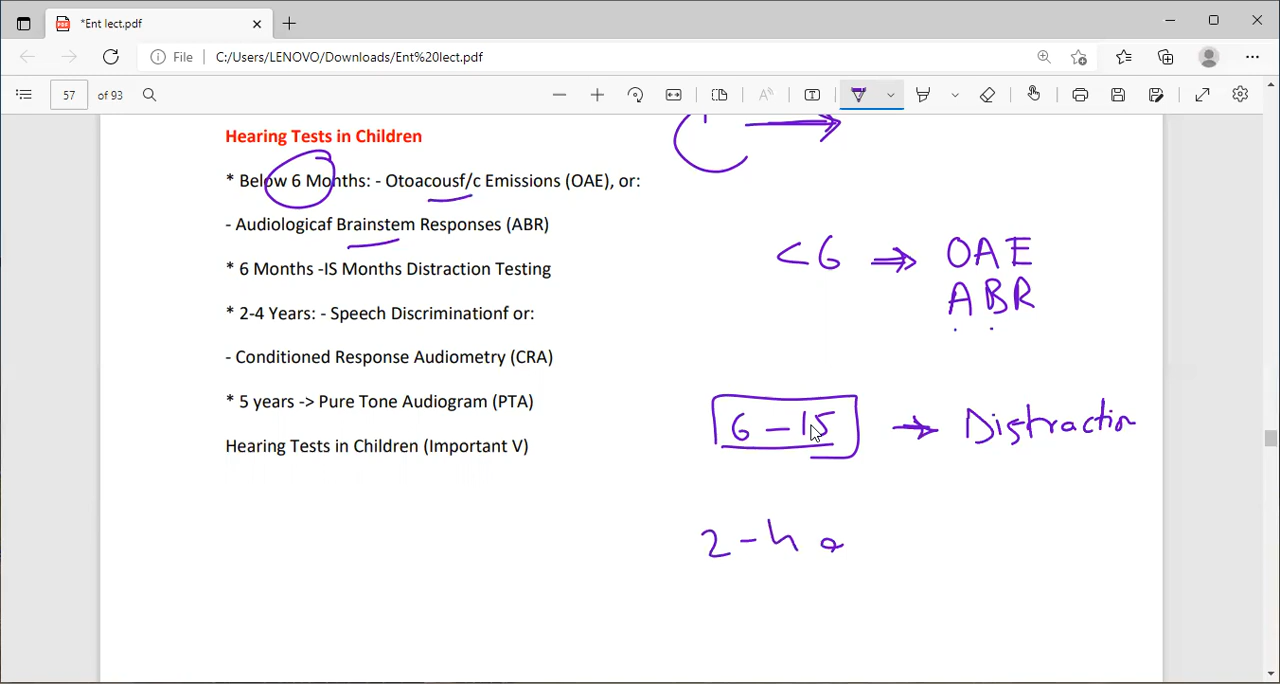 *Ent lect.pdf
File C:/Users/LENOVO/Downloads/Ent%20lect.pdf
57 of 93
Hearing Tests in Children
* Below 6 Months: - Otoacousf/c Emissions (OAE), or:
- Audiologicaf Brainstem Responses (ABR)
<6 ⇒ OAE
ABR
* 6 Months -IS Months Distraction Testing
* 2-4 Years: - Speech Discriminationf or:
- Conditioned Response Audiometry (CRA)
* 5 years -> Pure Tone Audiogram (PTA)
6 – 15 → Distraction
Hearing Tests in Children (Important V)
2 -